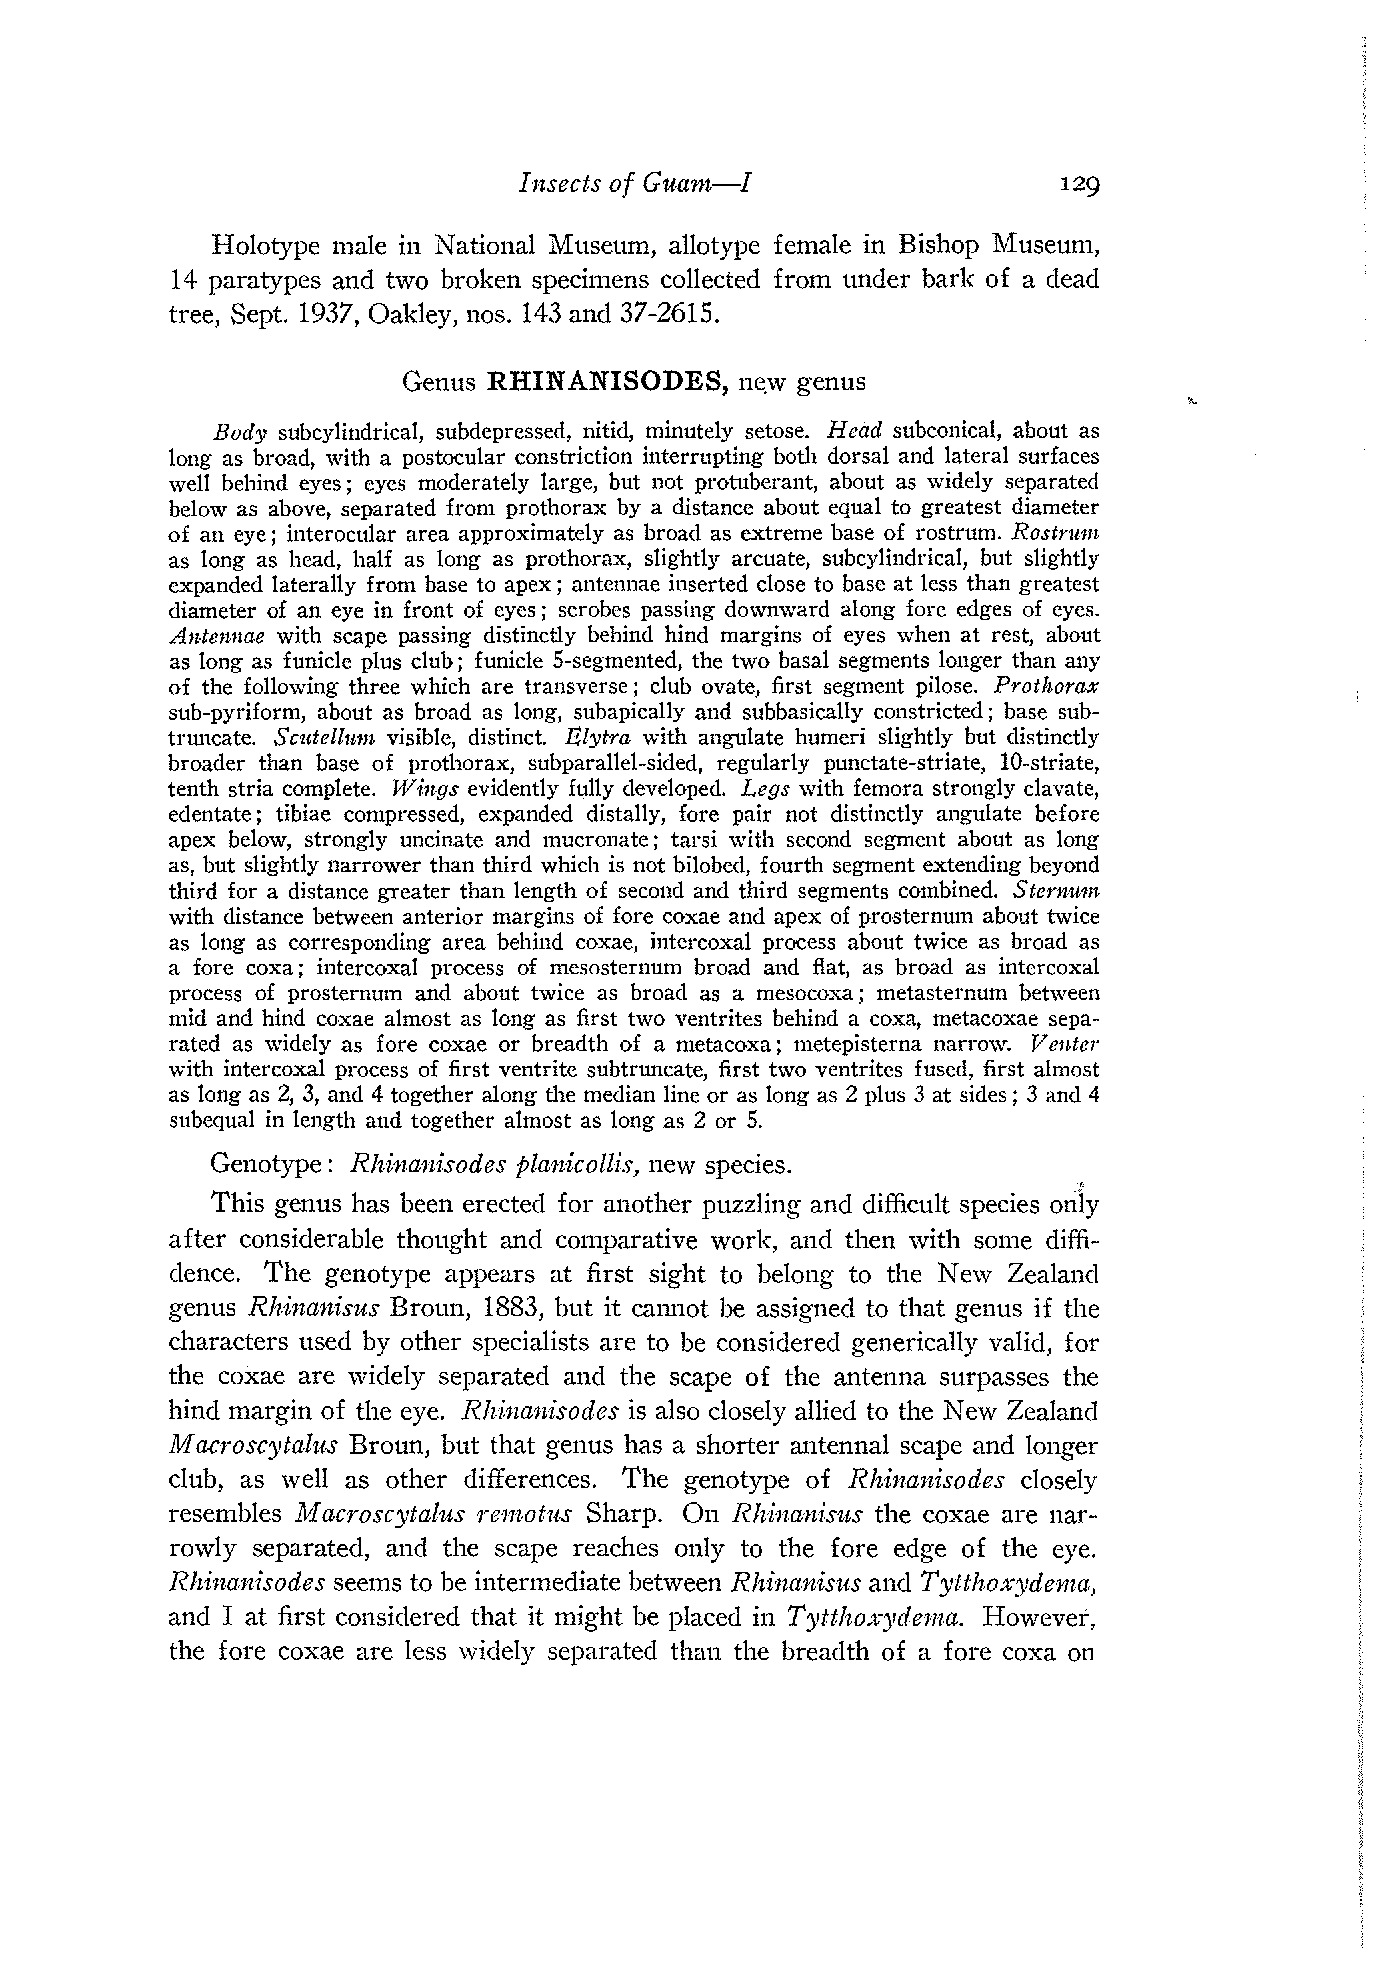 Insects of Guam—I 129
Holotype male in National Museum, allotype female in Bishop Museum,
14 paratypes and two broken specimens collected from under bark of a dead
tree, Sept. 1937, Oakley, nos. 143 and 37-2615.
Genus RHINANISODES, new genus
Body subcylindrical, subdepressed, nitid, minutely setose. Head subconical, about as
long as broad, with a postocular constriction interrupting both dorsal and lateral surfaces
well behind eyes; eyes moderately large, but not protuberant, about as widely separated
below as above, separated from prothorax by a distance about equal to greatest diameter
of an eye; interocular area approximately as broad as extreme base of rostrum. Rostrum
as long as head, half as long as prothorax, slightly arcuate, subcylindrical, but slightly
expanded laterally from base to apex; antennae inserted close to base at less than greatest
diameter of an eye in front of eyes; scrobes passing downward along fore edges of eyes.
Antennae with scape passing distinctly behind hind margins of eyes when at rest, about
as long as funicle plus club; funicle 5-segmented, the two basal segments longer than any
of the following three which are transverse; club ovate, first segment pilose. Prothorax
sub-pyriform, about as broad as long, subapically and subbasically constricted; base sub-
truncate. Scutellum visible, distinct. Elytra with angulate humeri slightly but distinctly
broader than base of prothorax, subparallel-sided, regularly punctate-striate, 10-striate,
tenth stria complete. Wings evidently fully developed. Legs with femora strongly clavate,
edentate; tibiae compressed, expanded distally, fore pair not distinctly angulate before
apex below, strongly uncinate and mucronate; tarsi with second segment about as long
as, but slightly narrower than third which is not bilobed, fourth segment extending beyond
third for a distance greater than length of second and third segments combined. Sternum
with distance between anterior margins of fore coxae and apex of prosternum about twice
as long as corresponding area behind coxae, intercoxal process about twice as broad as
a fore coxa; intercoxal process of mesosternum broad and flat, as broad as intercoxal
process of prosternum and about twice as broad as a mesocoxa; metasternum between
mid and hind coxae almost as long as first two ventrites behind a coxa, metacoxae sepa-
rated as widely as fore coxae or breadth of a metacoxa; metepisterna narrow. Venter
with intercoxal process of first ventrite subtruncate, first two ventrites fused, first almost
as long as 2, 3, and 4 together along the median line or as long as 2 plus 3 at sides; 3 and 4
subequal in length and together almost as long as 2 or 5.
Genotype: Rhinanisodes planicollis, new species.
This genus has been erected for another puzzling and difficult species only
after considerable thought and comparative work, and then with some diffi-
dence. The genotype appears at first sight to belong to the New Zealand
genus Rhinanisus Broun, 1883, but it cannot be assigned to that genus if the
characters used by other specialists are to be considered generically valid, for
the coxae are widely separated and the scape of the antenna surpasses the
hind margin of the eye. Rhinanisodes is also closely allied to the New Zealand
Macroscytalus Broun, but that genus has a shorter antennal scape and longer
club, as well as other differences. The genotype of Rhinanisodes closely
resembles Macroscytalus remotus Sharp. On Rhinanisus the coxae are nar-
rowly separated, and the scape reaches only to the fore edge of the eye.
Rhinanisodes seems to be intermediate between Rhinanisus and Tytthoxydema,
and I at first considered that it might be placed in Tytthoxydema. However,
the fore coxae are less widely separated than the breadth of a fore coxa on